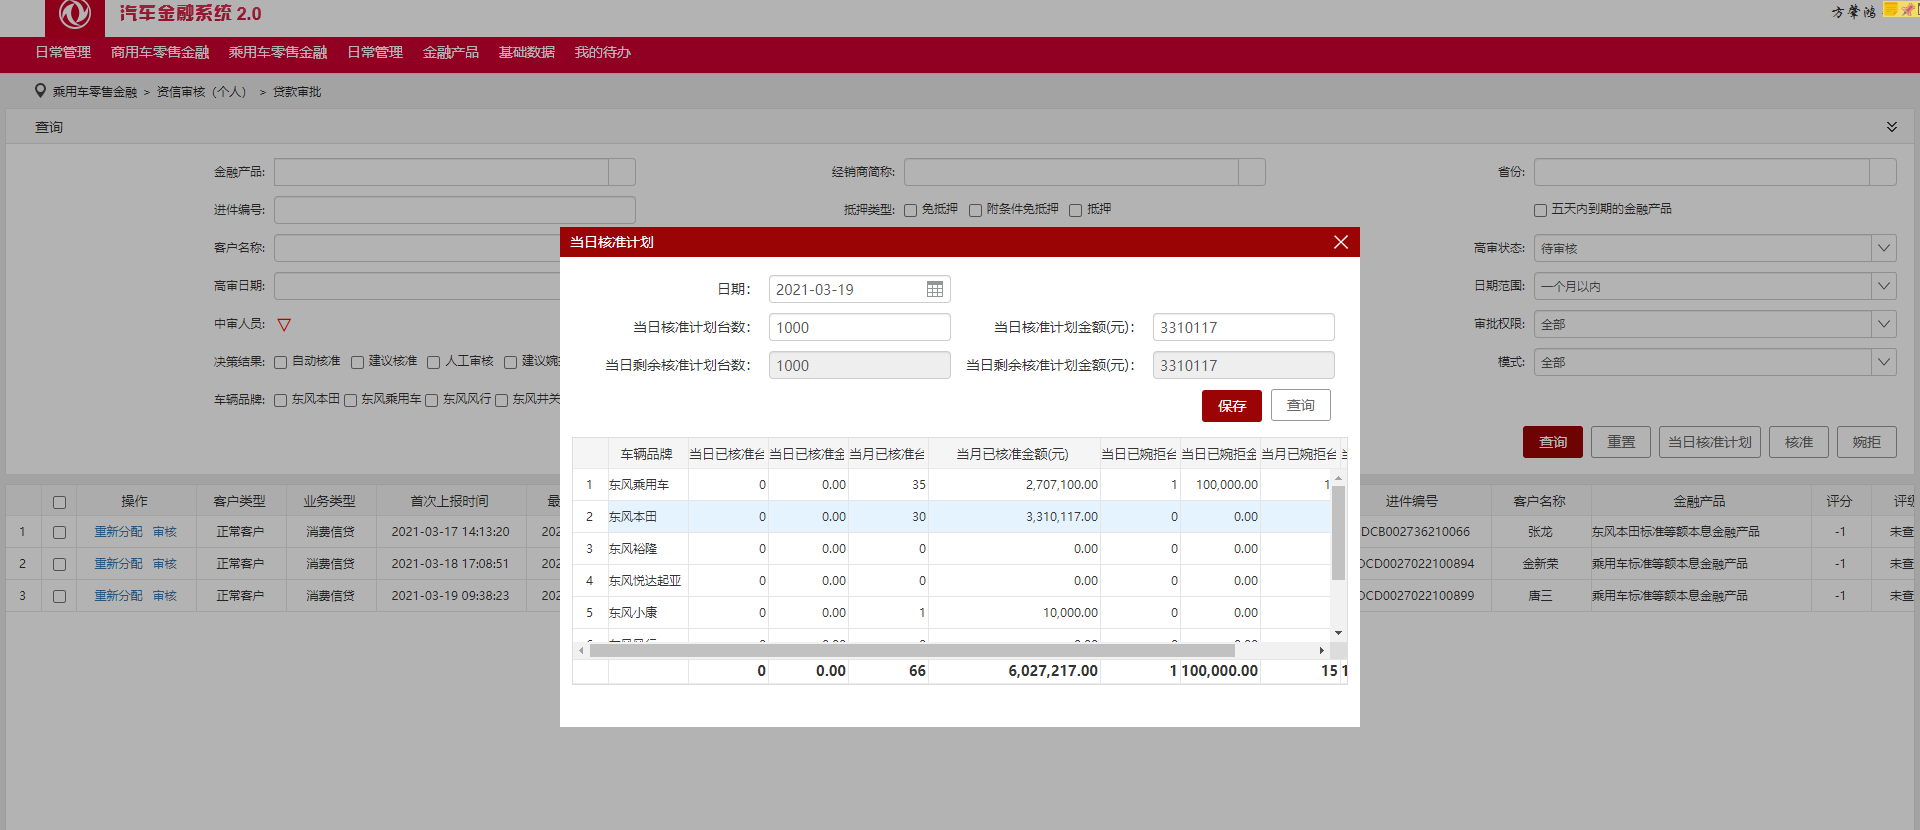 汽车金融系统 2.0
方肇鸿
日常管理 商用车零售金融 乘用车零售金融 日常管理 金融产品 基础数据 我的待办
乘用车零售金融 > 资信审核（个人） > 贷款审批
查询
金融产品: 经销商简称: 省份:
进件编号: 抵押类型: 免抵押 附条件免抵押 抵押 五天内到期的金融产品
客户名称: 高审状态: 待审核
高审日期: 日期范围: 一个月以内
中审人员: 审批权限: 全部
决策结果: 自动核准 建议核准 人工审核 建议婉 模式: 全部
车辆品牌: 东风本田 东风乘用车 东风风行 东风井关
查询 重置 当日核准计划 核准 婉拒
当日核准计划
日期: 2021-03-19
当日核准计划台数: 1000 当日核准计划金额(元): 3310117
当日剩余核准计划台数: 1000 当日剩余核准计划金额(元): 3310117
保存 查询
车辆品牌 当日已核准台 当日已核准金 当月已核准台 当月已核准金额(元) 当日已婉拒台 当日已婉拒金 当月已婉拒台
1 东风乘用车 0 0.00 35 2,707,100.00 1 100,000.00 1
2 东风本田 0 0.00 30 3,310,117.00 0 0.00
3 东风裕隆 0 0.00 0 0.00 0 0.00
4 东风悦达起亚 0 0.00 0 0.00 0 0.00
5 东风小康 0 0.00 1 10,000.00 0 0.00
0 0.00 66 6,027,217.00 1 100,000.00 15 1
操作 客户类型 业务类型 首次上报时间 最 进件编号 客户名称 金融产品 评分 评级
1 重新分配 审核 正常客户 消费信贷 2021-03-17 14:13:20 202 DCB002736210066 张龙 东风本田标准等额本息金融产品 -1 未查
2 重新分配 审核 正常客户 消费信贷 2021-03-18 17:08:51 202 DCD0027022100894 金新荣 乘用车标准等额本息金融产品 -1 未查
3 重新分配 审核 正常客户 消费信贷 2021-03-19 09:38:23 202 DCD0027022100899 唐三 乘用车标准等额本息金融产品 -1 未查